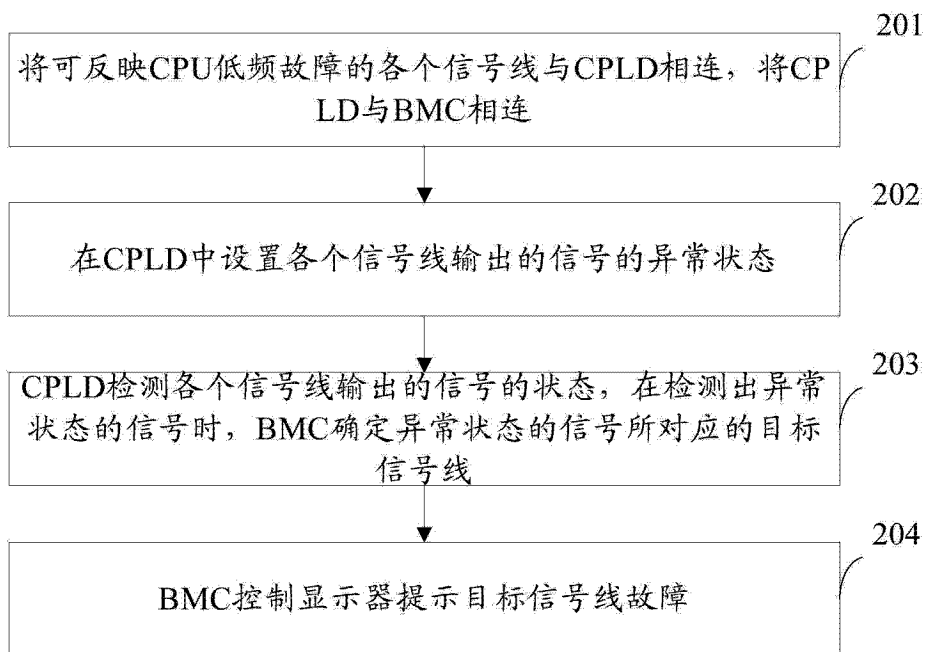 201
将可反映CPU低频故障的各个信号线与CPLD相连，将CP
LD与BMC相连
202
在CPLD中设置各个信号线输出的信号的异常状态
203
CPLD检测各个信号线输出的信号的状态，在检测出异常
状态的信号时，BMC确定异常状态的信号所对应的目标
信号线
204
BMC控制显示器提示目标信号线故障